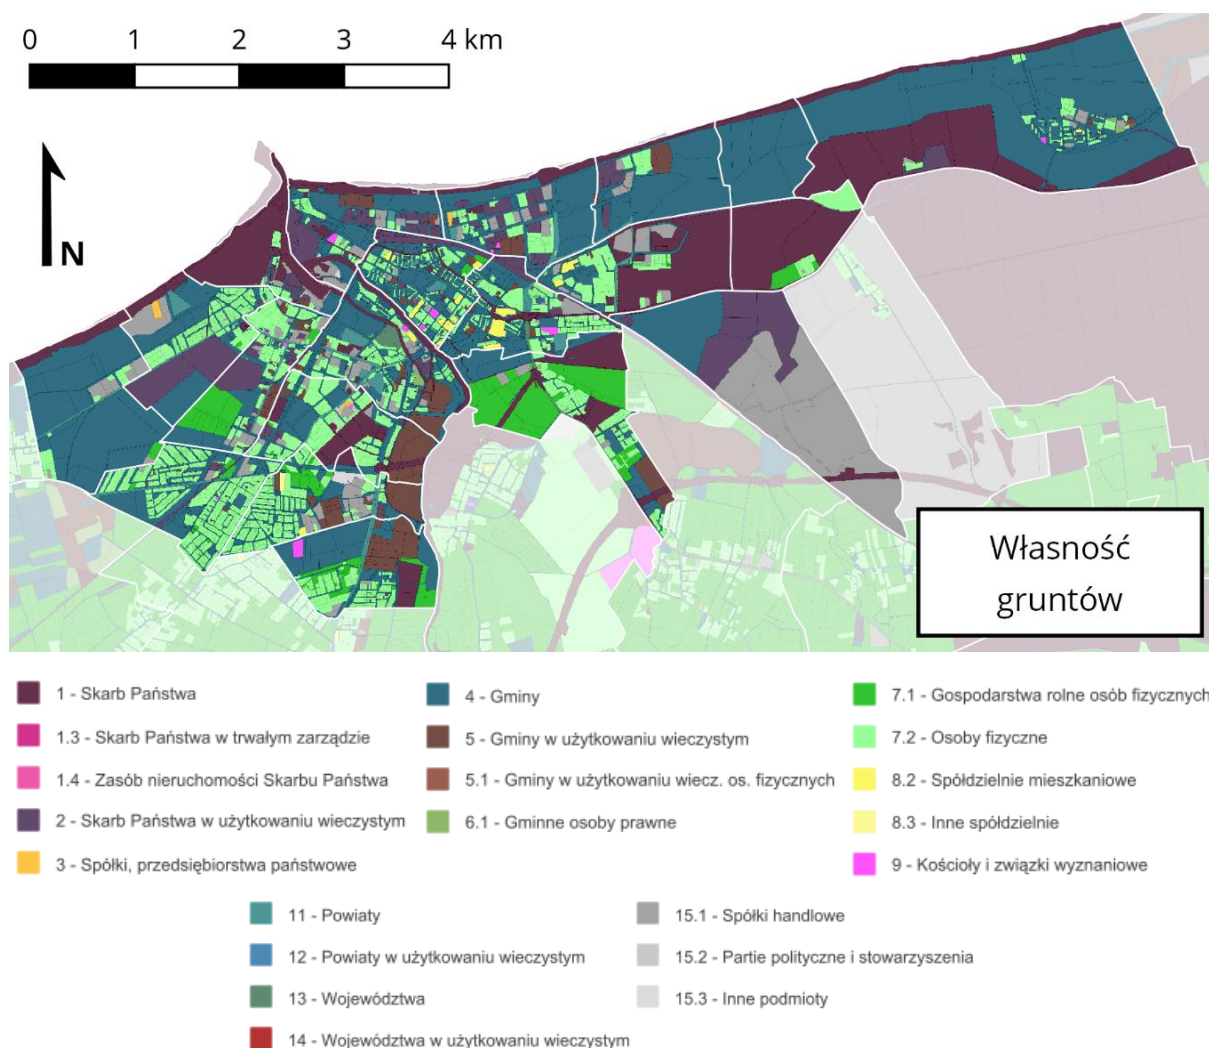 0 1 2 3 4 km
N
Własność
gruntów
1 - Skarb Państwa
1.3 - Skarb Państwa w trwałym zarządzie
1.4 - Zasób nieruchomości Skarbu Państwa
2 - Skarb Państwa w użytkowaniu wieczystym
3 - Spółki, przedsiębiorstwa państwowe
4 - Gminy
5 - Gminy w użytkowaniu wieczystym
5.1 - Gminy w użytkowaniu wiecz. os. fizycznych
6.1 - Gminne osoby prawne
7.1 - Gospodarstwa rolne osób fizycznych
7.2 - Osoby fizyczne
8.2 - Spółdzielnie mieszkaniowe
8.3 - Inne spółdzielnie
9 - Kościoły i związki wyznaniowe
11 - Powiaty
12 - Powiaty w użytkowaniu wieczystym
13 - Województwa
14 - Województwa w użytkowaniu wieczystym
15.1 - Spółki handlowe
15.2 - Partie polityczne i stowarzyszenia
15.3 - Inne podmioty